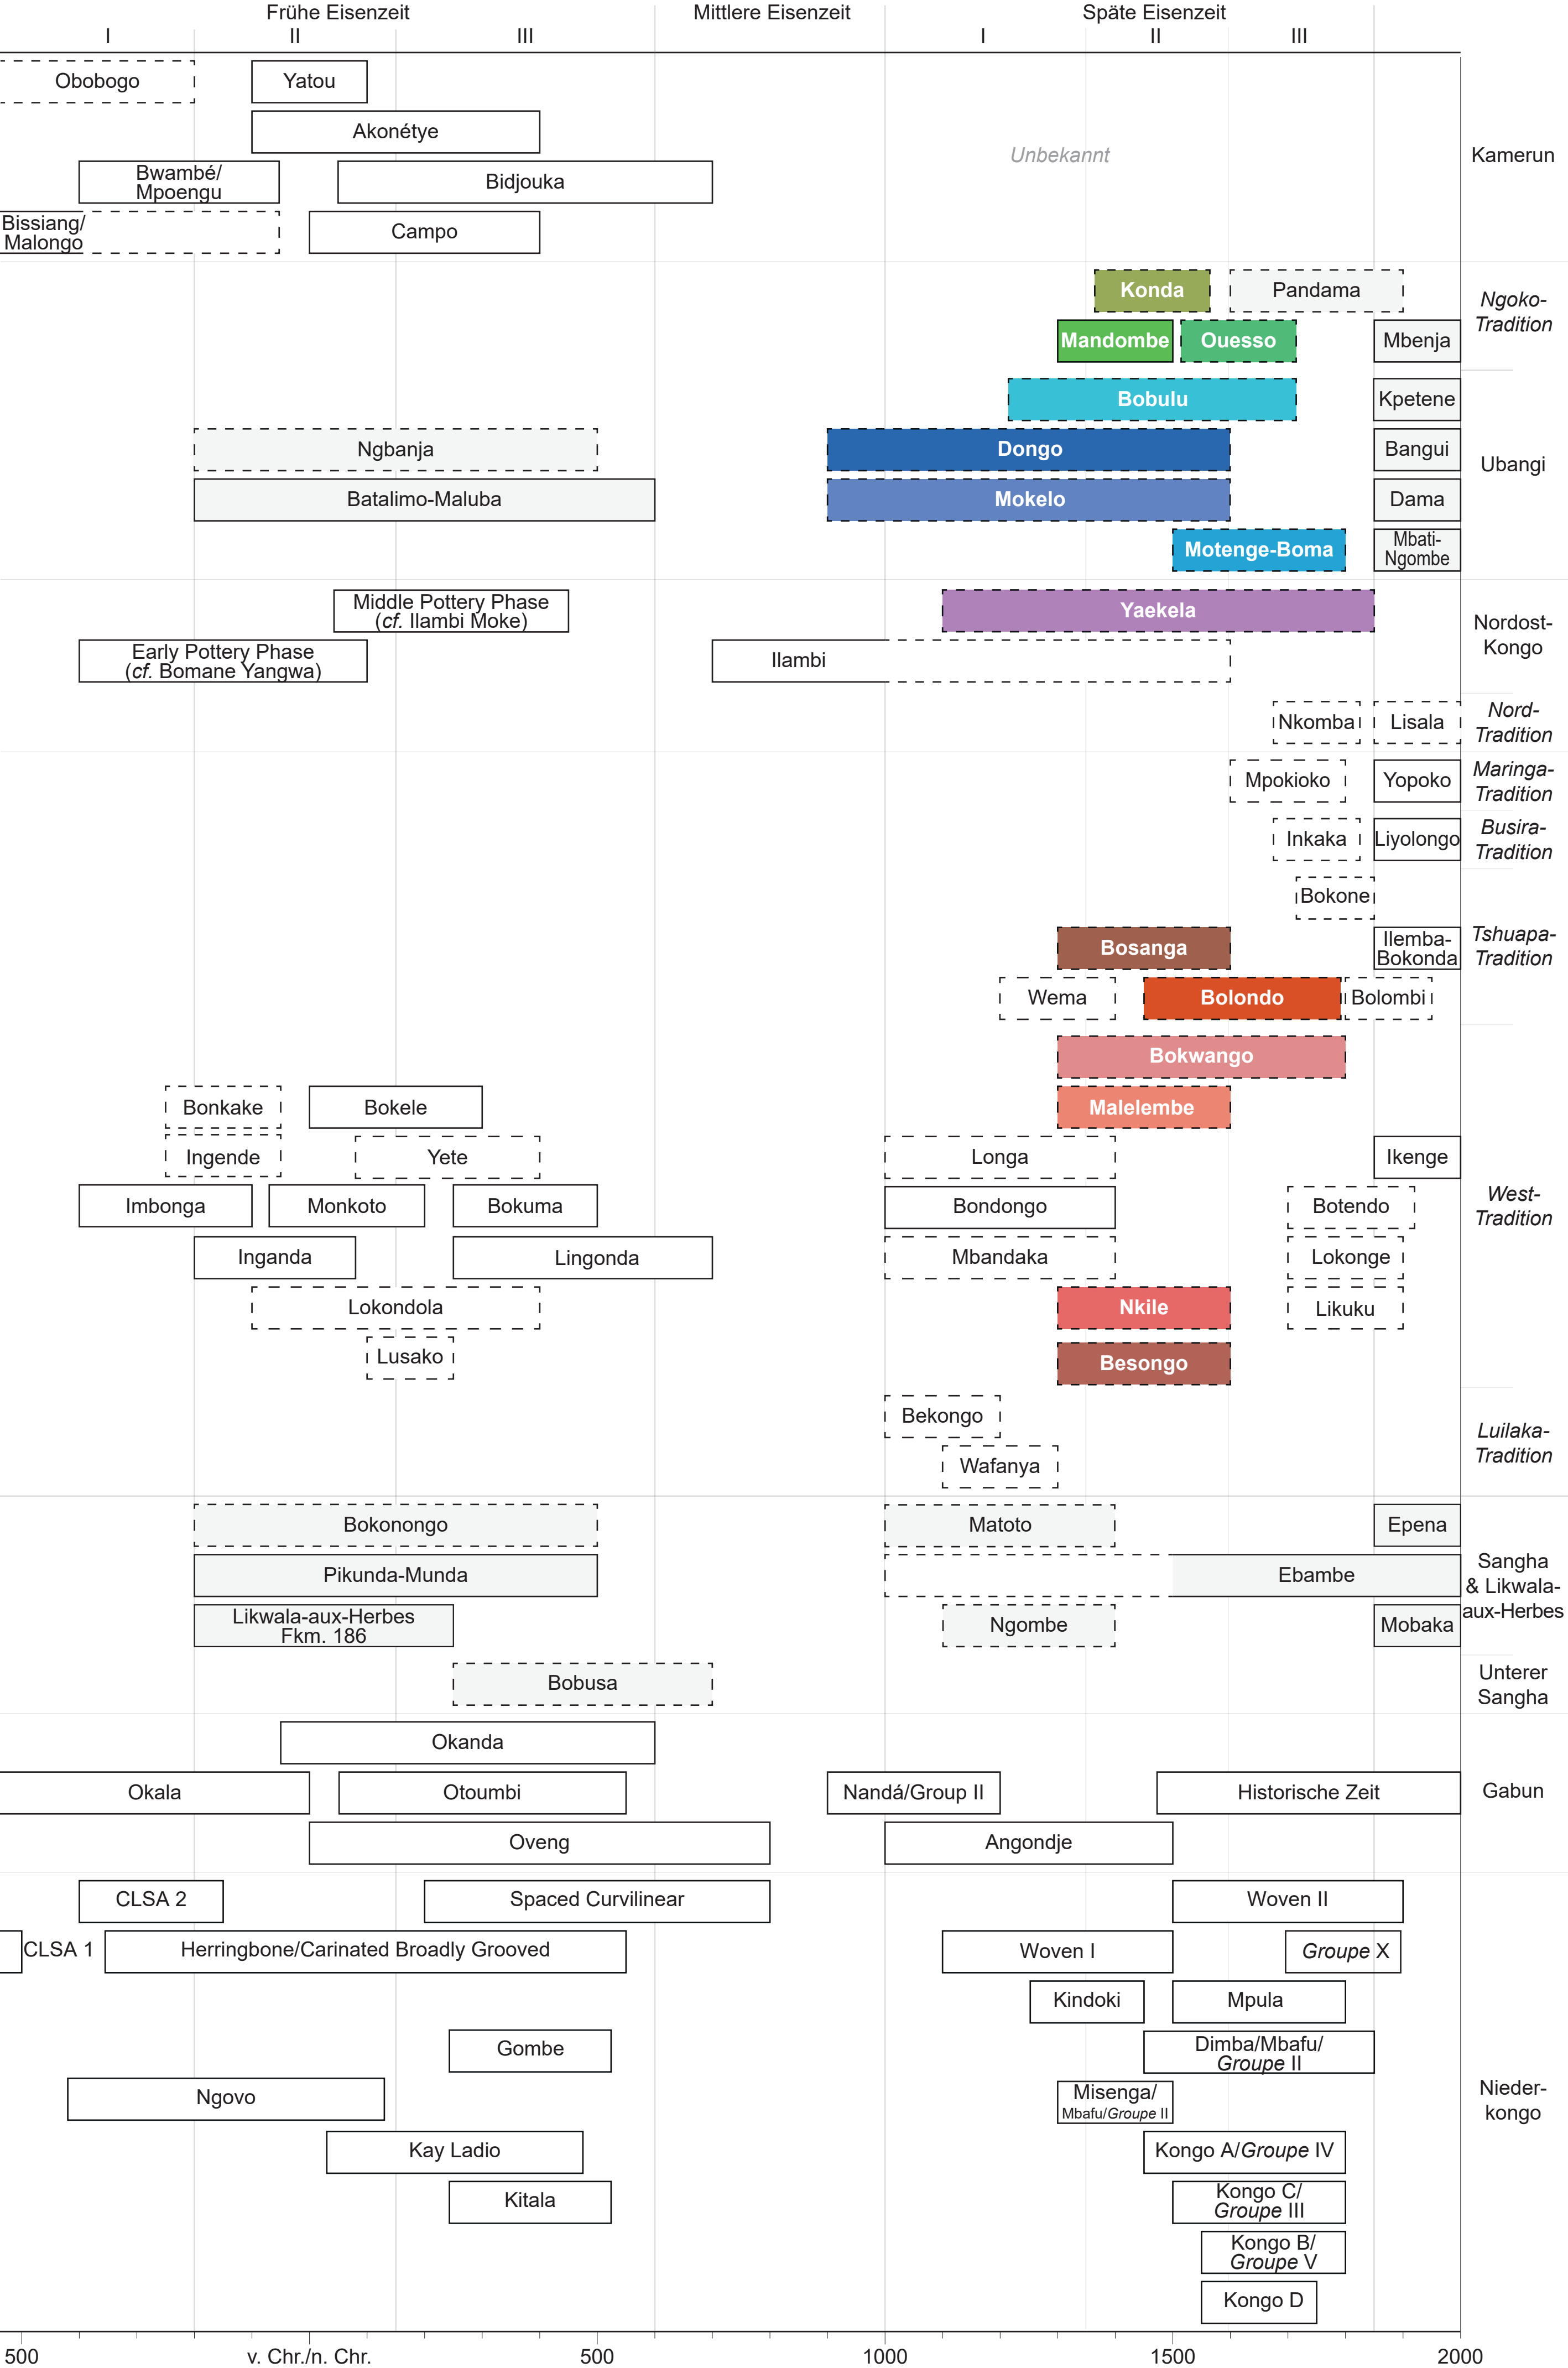 Frühe Eisenzeit
Mittlere Eisenzeit
Späte Eisenzeit
I
II
III
I
II
III
Obobogo
Yatou
Akonétye
Bwambé/
Mpoengu
Bidjouka
Unbekannt
Kamerun
Bissiang/
Malongo
Campo
Konda
Pandama
Ngoko-
Tradition
Mandombe
Ouesso
Mbenja
Bobulu
Kpetene
Ngbanja
Dongo
Bangui
Ubangi
Batalimo-Maluba
Mokelo
Dama
Motenge-Boma
Mbati-
Ngombe
Middle Pottery Phase
(cf. Ilambi Moke)
Yaekela
Nordost-
Kongo
Early Pottery Phase
(cf. Bomane Yangwa)
Ilambi
Nkomba
Lisala
Nord-
Tradition
Mpokioko
Yopoko
Maringa-
Tradition
Inkaka
Liyolongo
Busira-
Tradition
Bokone
Bosanga
Ilemba-
Bokonda
Tshuapa-
Tradition
Wema
Bolondo
Bolombi
Bokwango
Bonkake
Bokele
Malelembe
Ingende
Yete
Longa
Ikenge
Imbonga
Monkoto
Bokuma
Bondongo
Botendo
West-
Tradition
Inganda
Lingonda
Mbandaka
Lokonge
Lokondola
Nkile
Likuku
Lusako
Besongo
Bekongo
Luilaka-
Tradition
Wafanya
Bokonongo
Matoto
Epena
Pikunda-Munda
Ebambe
Sangha
& Likwala-
aux-Herbes
Likwala-aux-Herbes
Fkm. 186
Ngombe
Mobaka
Bobusa
Unterer
Sangha
Okanda
Okala
Otoumbi
Nandá/Group II
Historische Zeit
Gabun
Oveng
Angondje
CLSA 2
Spaced Curvilinear
Woven II
CLSA 1
Herringbone/Carinated Broadly Grooved
Woven I
Groupe X
Kindoki
Mpula
Gombe
Dimba/Mbafu/
Groupe II
Ngovo
Misenga/
Mbafu/Groupe II
Nieder-
kongo
Kay Ladio
Kongo A/Groupe IV
Kitala
Kongo C/
Groupe III
Kongo B/
Groupe V
Kongo D
500
v. Chr./n. Chr.
500
1000
1500
2000